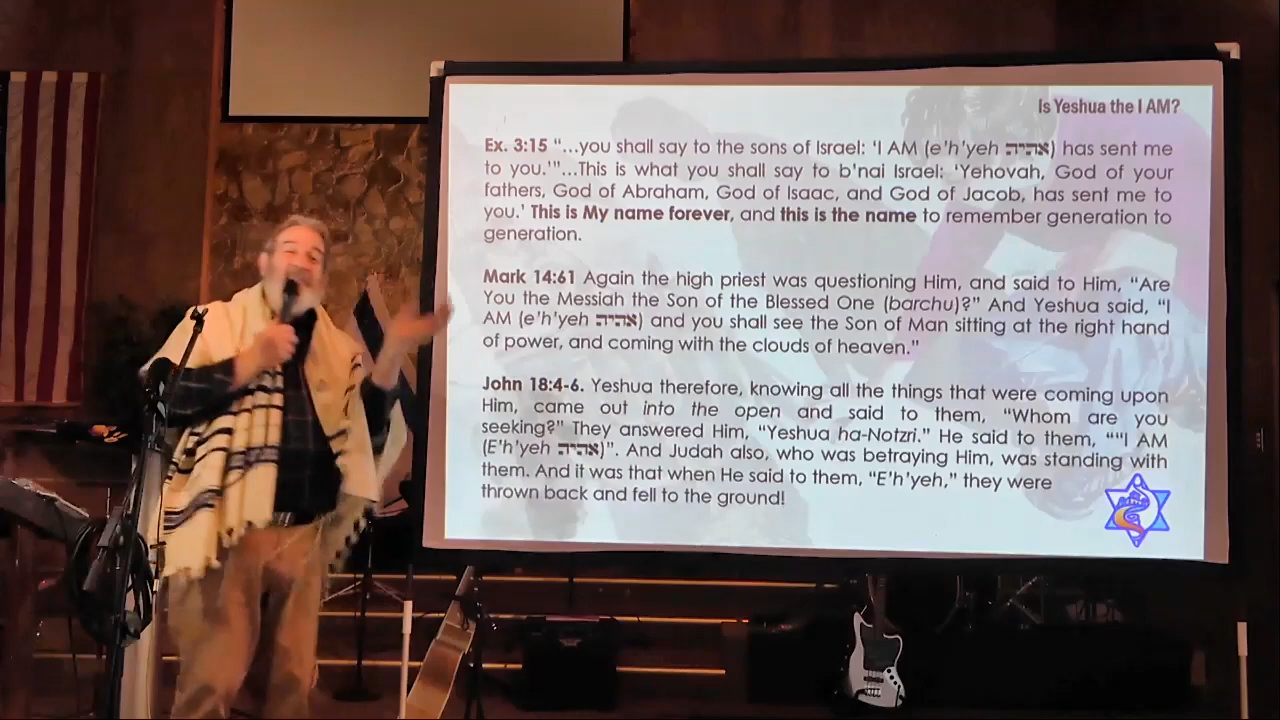 Is Yeshua the I AM?
Ex. 3:15 “...you shall say to the sons of Israel: ‘I AM (e’h’yeh אהיה) has sent me
to you.’”...This is what you shall say to b’nai Israel: ‘Yehovah, God of your
fathers, God of Abraham, God of Isaac, and God of Jacob, has sent me to
you.’ This is My name forever, and this is the name to remember generation to
generation.
Mark 14:61 Again the high priest was questioning Him, and said to Him, “Are
You the Messiah the Son of the Blessed One (barchu)?” And Yeshua said, “I
AM (e’h’yeh אהיה) and you shall see the Son of Man sitting at the right hand
of power, and coming with the clouds of heaven.”
John 18:4-6. Yeshua therefore, knowing all the things that were coming upon
Him, came out into the open and said to them, “Whom are you
seeking?” They answered Him, “Yeshua ha-Notzri.” He said to them, ““I AM
(E’h’yeh אהיה)”. And Judah also, who was betraying Him, was standing with
them. And it was that when He said to them, “E’h’yeh,” they were
thrown back and fell to the ground!